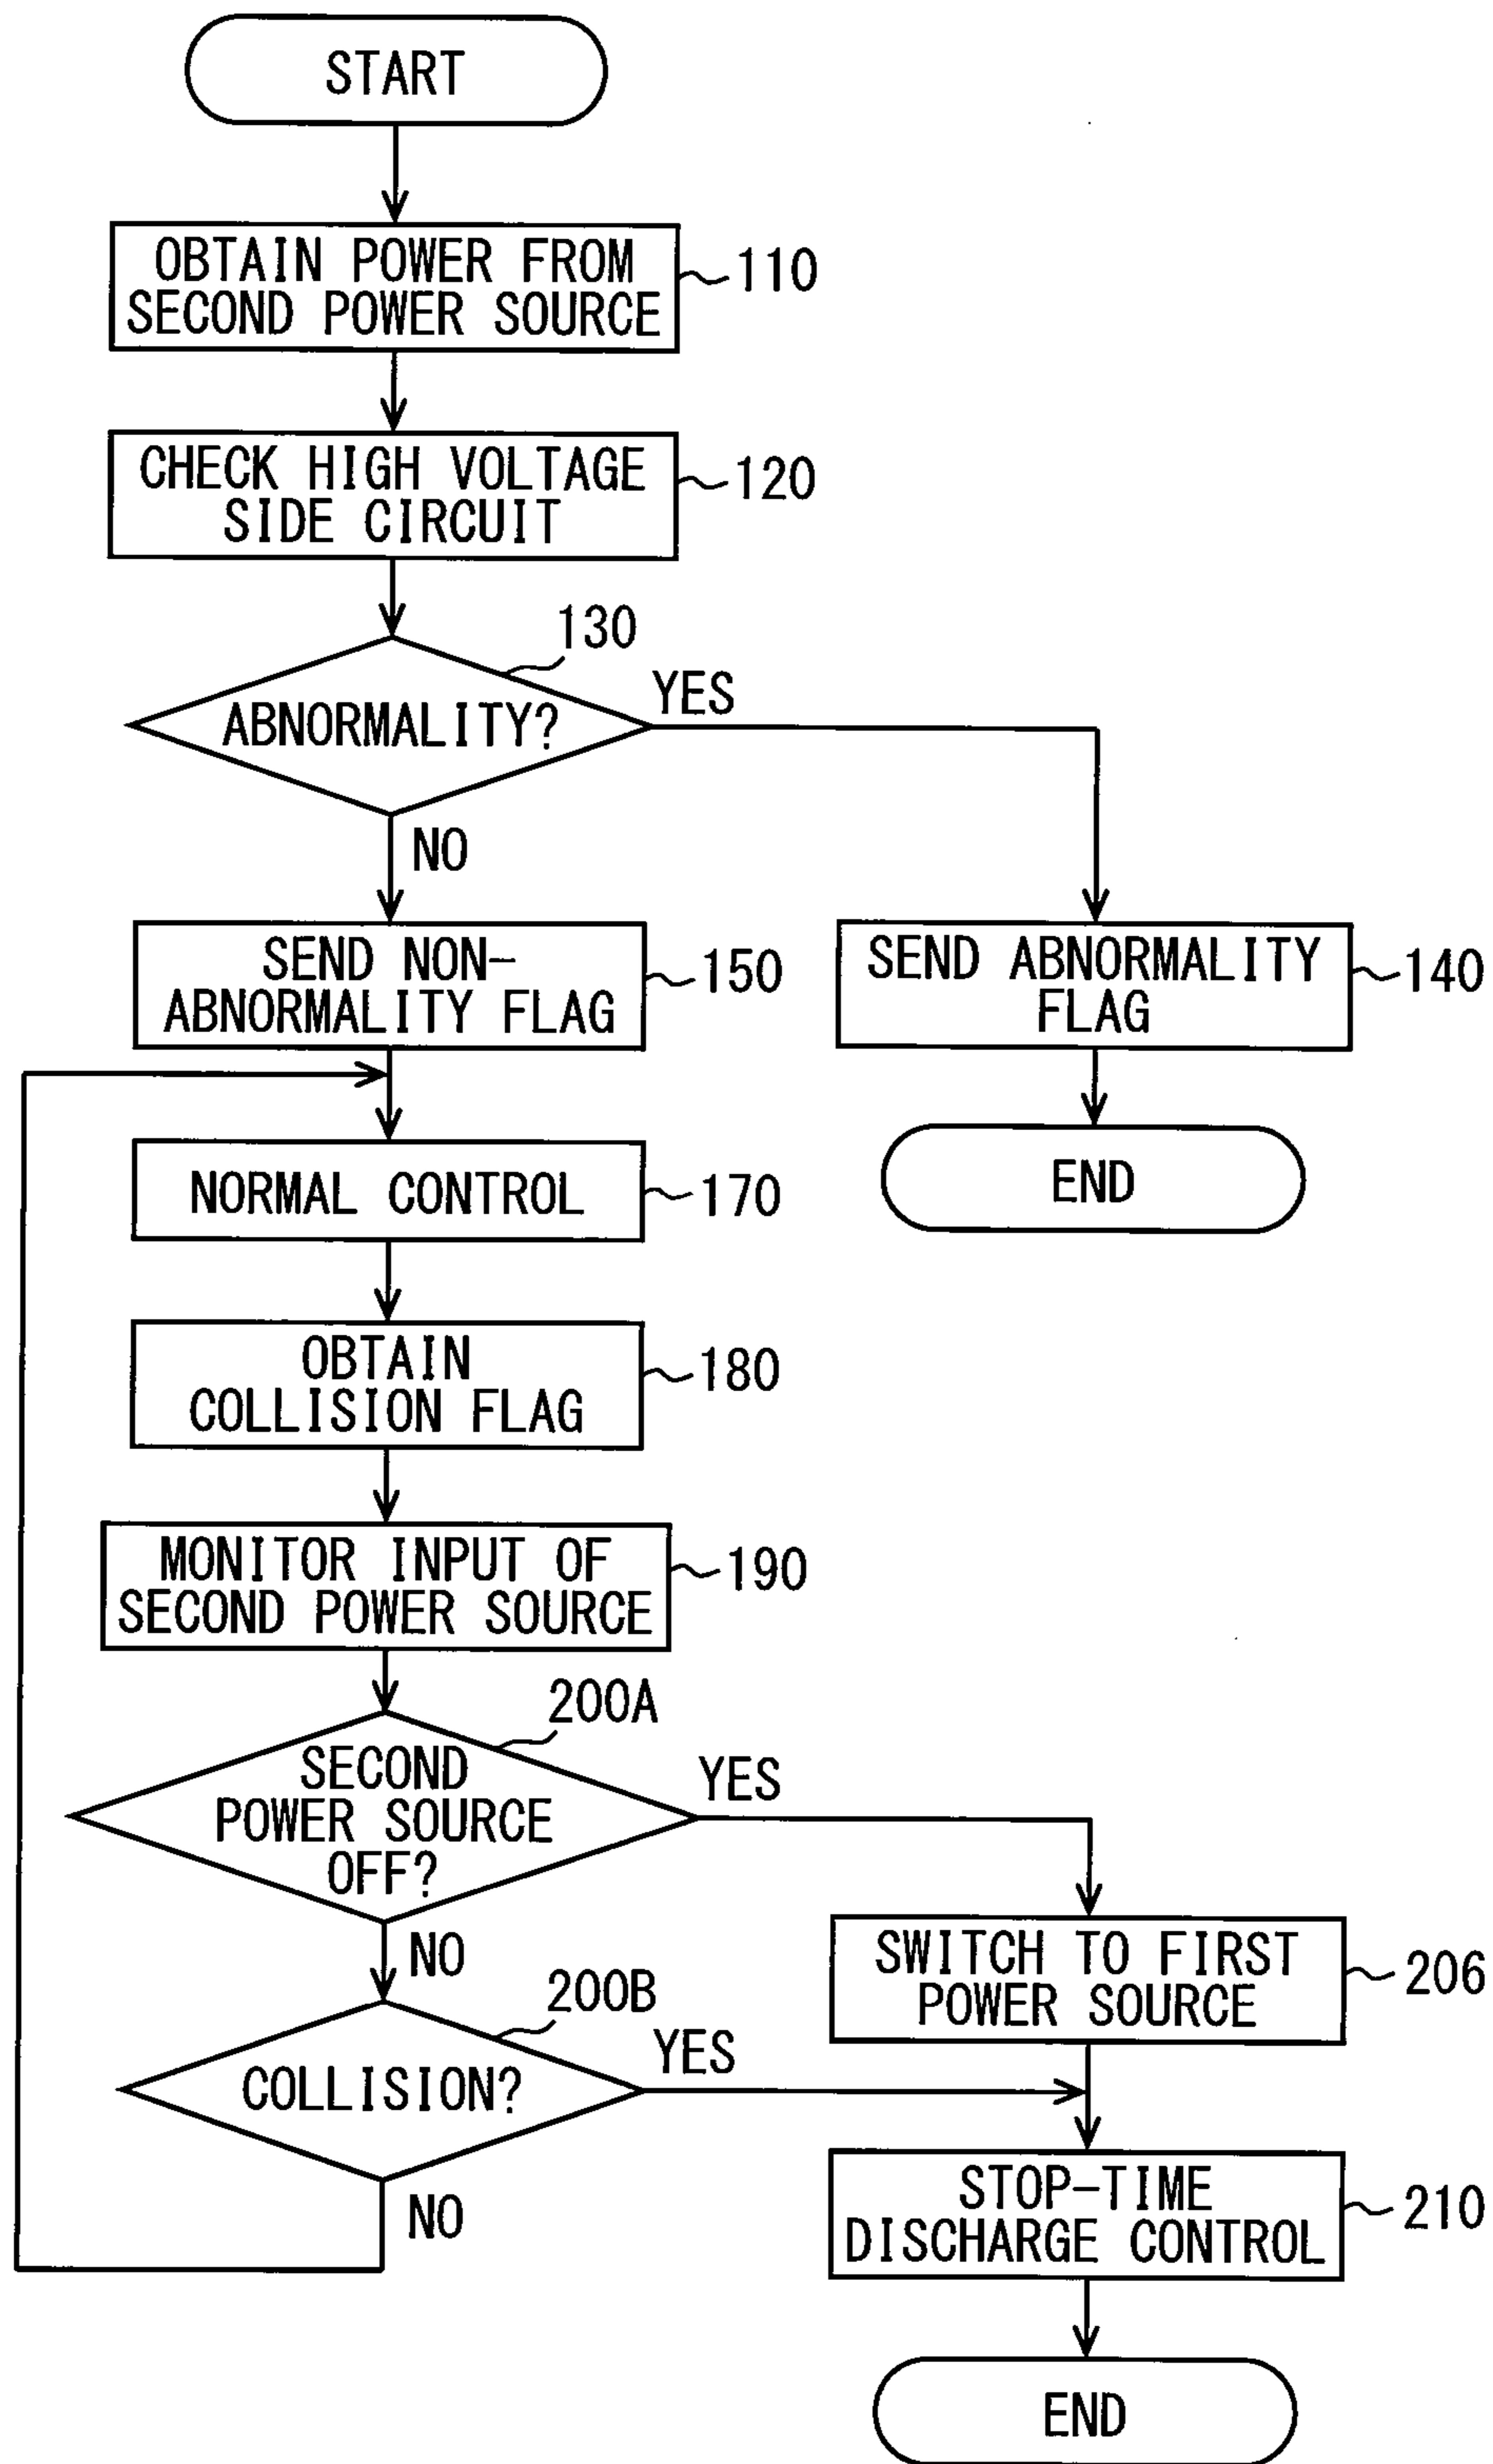 START
OBTAIN POWER FROM
SECOND POWER SOURCE
110
CHECK HIGH VOLTAGE
SIDE CIRCUIT
120
130
ABNORMALITY?
YES
NO
SEND NON-
ABNORMALITY FLAG
150
SEND ABNORMALITY
FLAG
140
END
NORMAL CONTROL
170
OBTAIN
COLLISION FLAG
180
MONITOR INPUT OF
SECOND POWER SOURCE
190
200A
SECOND
POWER SOURCE
OFF?
YES
NO
SWITCH TO FIRST
POWER SOURCE
206
200B
COLLISION?
YES
NO
STOP-TIME
DISCHARGE CONTROL
210
END